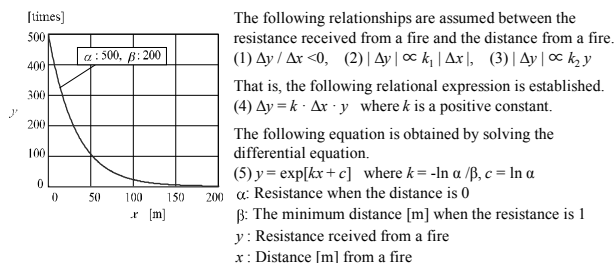 [times]
500
400
300
200
100
0
y
α : 500, β : 200
0 50 100 150 200
x [m]
The following relationships are assumed between the
resistance received from a fire and the distance from a fire.
(1) Δy / Δx <0, (2) | Δy | ∝ k₁ | Δx |, (3) | Δy | ∝ k₂ y
That is, the following relational expression is established.
(4) Δy = k · Δx · y where k is a positive constant.
The following equation is obtained by solving the
differential equation.
(5) y = exp[kx + c] where k = -ln α /β, c = ln α
α: Resistance when the distance is 0
β: The minimum distance [m] when the resistance is 1
y : Resistance rceived from a fire
x : Distance [m] from a fire